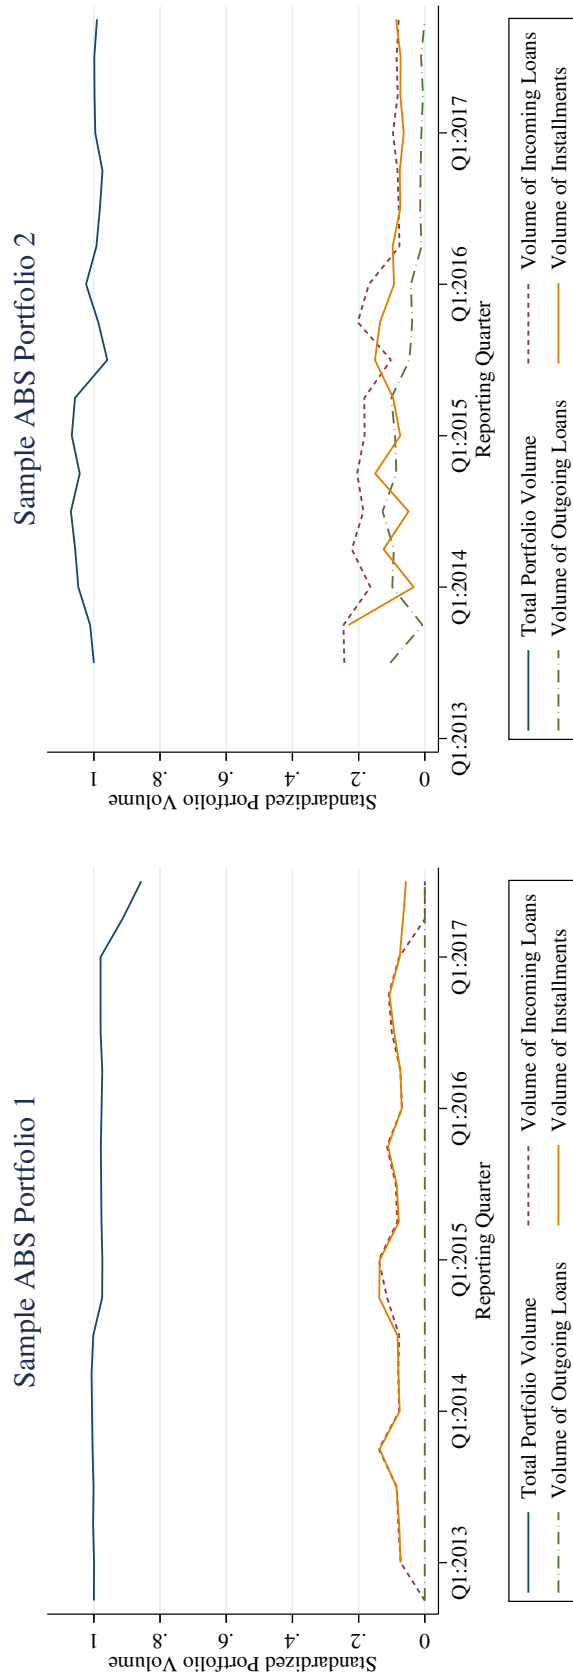 Sample ABS Portfolio 1
Standardized Portfolio Volume
1
.8
.6
.4
.2
0
Q1:2013
Q1:2014
Q1:2015
Q1:2016
Q1:2017
Reporting Quarter
Total Portfolio Volume
Volume of Incoming Loans
Volume of Outgoing Loans
Volume of Installments
Sample ABS Portfolio 2
Standardized Portfolio Volume
1
.8
.6
.4
.2
0
Q1:2013
Q1:2014
Q1:2015
Q1:2016
Q1:2017
Reporting Quarter
Total Portfolio Volume
Volume of Incoming Loans
Volume of Outgoing Loans
Volume of Installments